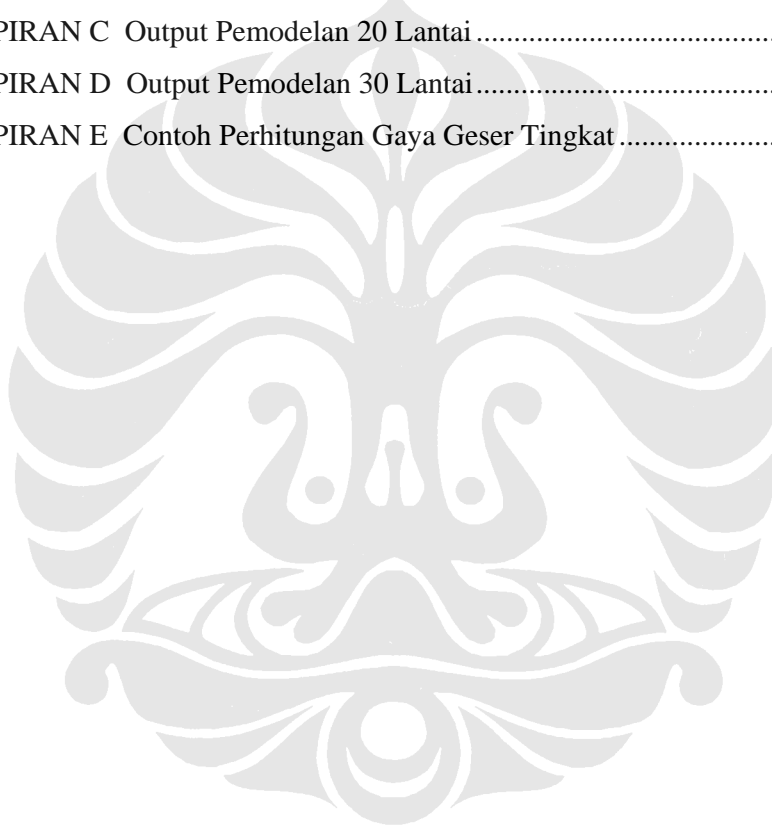 PIRAN C  Output Pemodelan 20 Lantai.......................................
PIRAN D  Output Pemodelan 30 Lantai.......................................
PIRAN E  Contoh Perhitungan Gaya Geser Tingkat....................